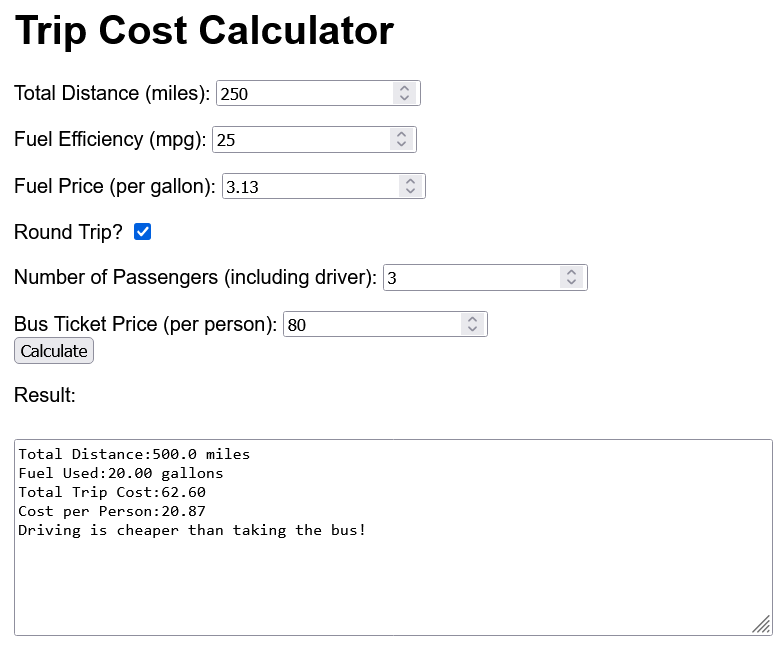 Trip Cost Calculator
Total Distance (miles): 250
Fuel Efficiency (mpg): 25
Fuel Price (per gallon): 3.13
Round Trip?
Number of Passengers (including driver): 3
Bus Ticket Price (per person): 80
Calculate
Result:
Total Distance:500.0 miles
Fuel Used:20.00 gallons
Total Trip Cost:62.60
Cost per Person:20.87
Driving is cheaper than taking the bus!